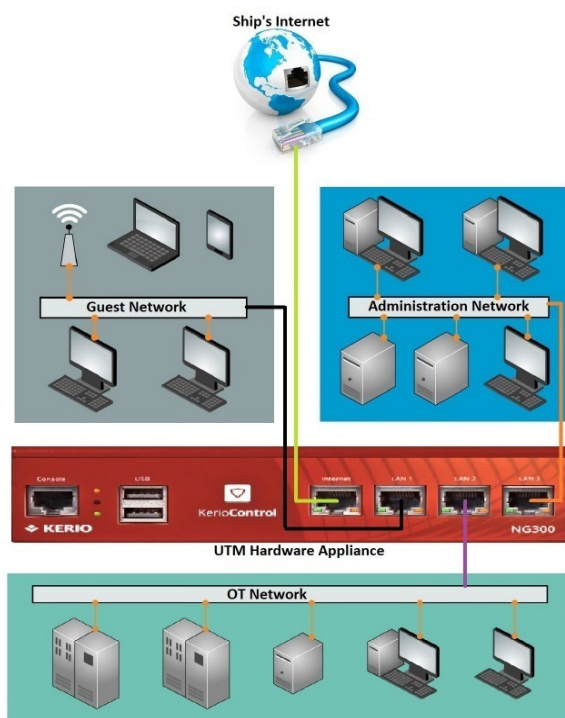 Ship's Internet
Guest Network
Administration Network
Console
USB
Internet
LAN 1
LAN 2
LAN 3
KerioControl
KERIO
NG300
UTM Hardware Appliance
OT Network